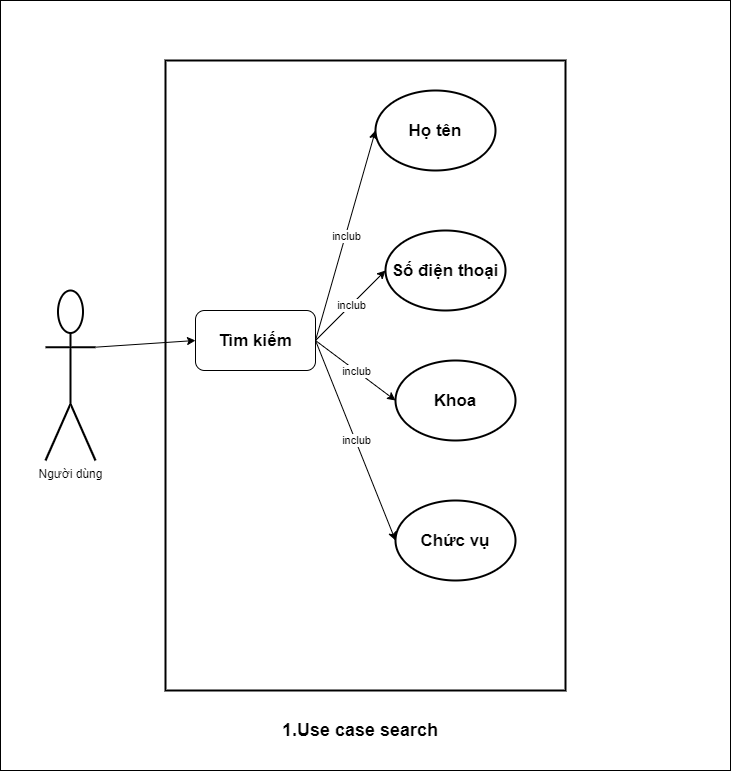 Họ tên
inclub
Số điện thoại
inclub
Tìm kiếm
inclub
Khoa
inclub
Người dùng
Chức vụ
1.Use case search